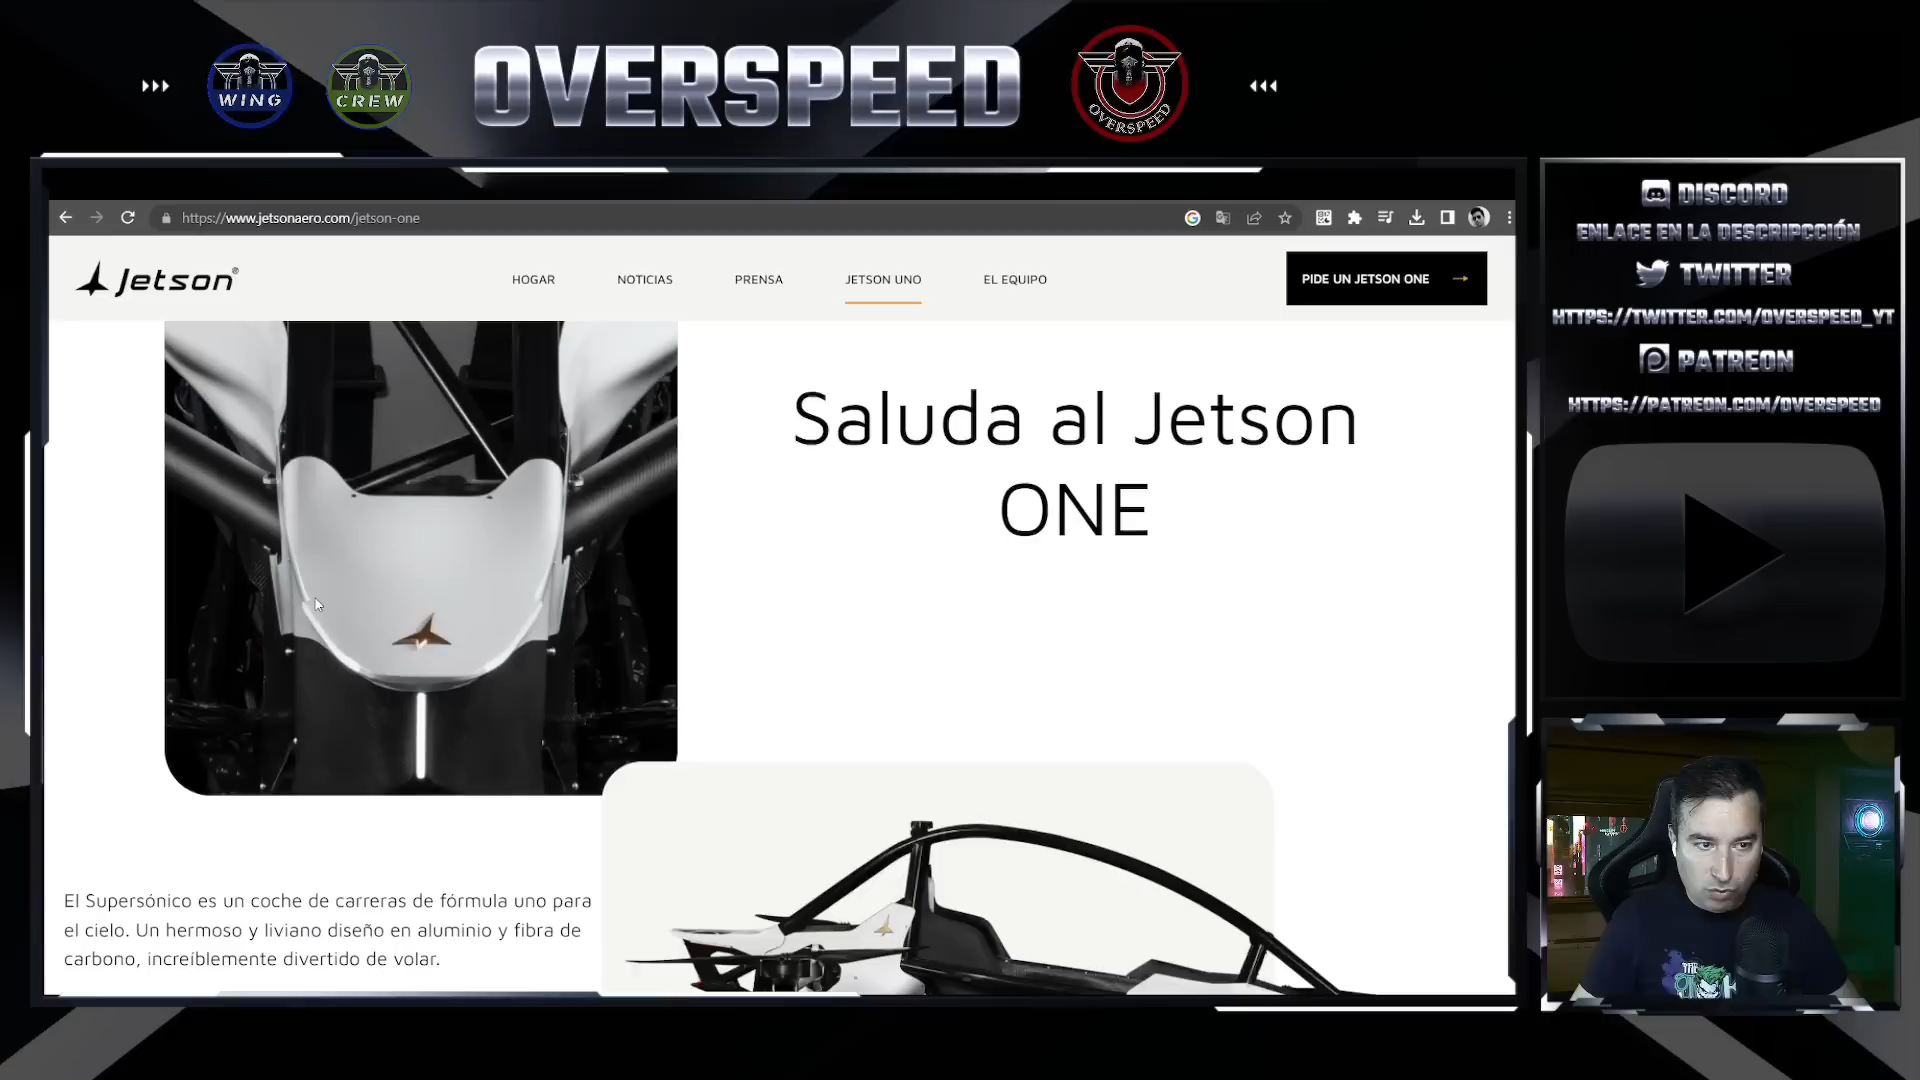 WING
CREW
OVERSPEED
OVERSPEED
https://www.jetsonaero.com/jetson-one
Jetson®
HOGAR
NOTICIAS
PRENSA
JETSON UNO
EL EQUIPO
PIDE UN JETSON ONE →
Saluda al Jetson
ONE
El Supersónico es un coche de carreras de fórmula uno para
el cielo. Un hermoso y liviano diseño en aluminio y fibra de
carbono, increíblemente divertido de volar.
DISCORD
ENLACE EN LA DESCRIPCCIÓN
TWITTER
HTTPS://TWITTER.COM/OVERSPEED_YT
PATREON
HTTPS://PATREON.COM/OVERSPEED
THE